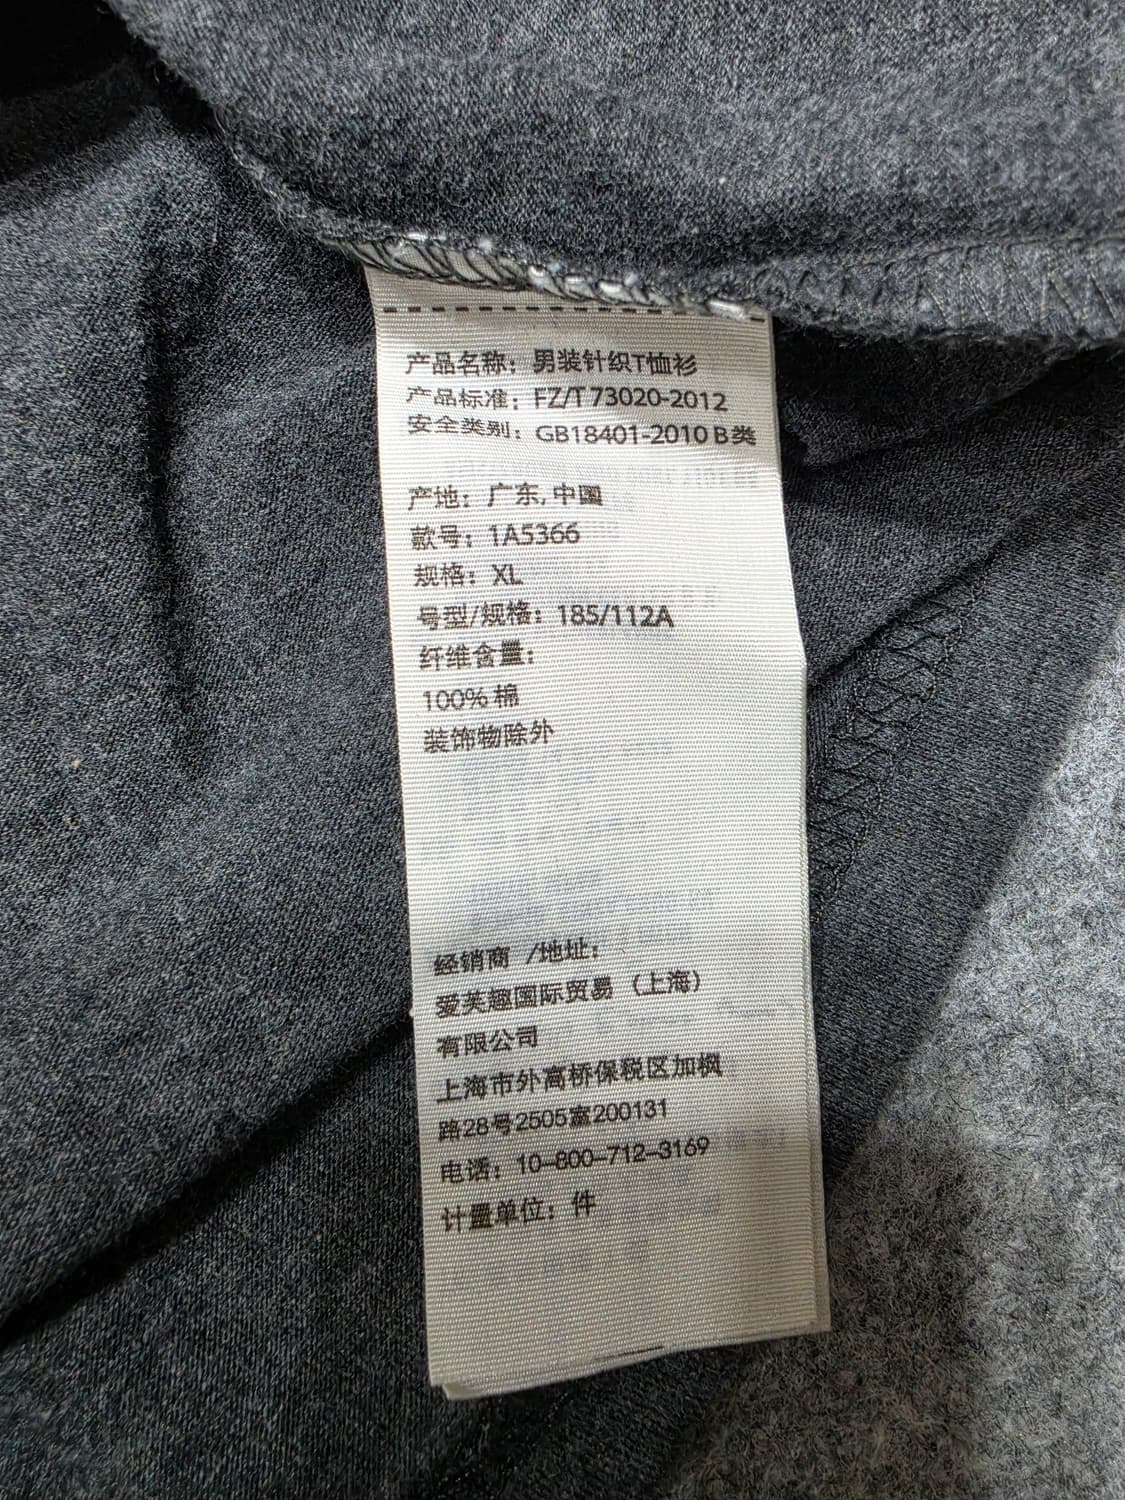 产品名称：男装针织T恤衫
产品标准：FZ/T 73020-2012
安全类别：GB18401-2010 B类
产地：广东,中国
款号：1A5366
规格：XL
号型/规格：185/112A
纤维含量：
100% 棉
装饰物除外
经销商 /地址：
爱芙趣国际贸易（上海）
有限公司
上海市外高桥保税区加枫
路28号2505室200131
电话：10-800-712-3169
计量单位：件